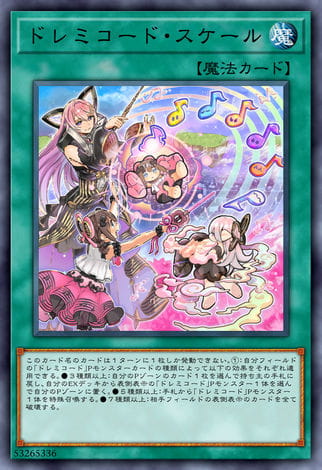 ドレミコード・スケール
魔
【魔法カード】
このカード名のカードは1ターンに1枚しか発動できない。①:自分フィールド
の「ドレミコード」Pモンスターカードの種類によって以下の効果をそれぞれ適
用できる。●3種類以上:自分のPゾーンのカード1枚を選んで持ち主の手札に
戻し、自分のEXデッキから表側表示の「ドレミコード」Pモンスター1体を選ん
で自分のPゾーンに置く。●5種類以上:手札から「ドレミコード」Pモンスター
1体を特殊召喚する。●7種類以上:相手フィールドの表側表示のカードを全て
破壊する。
53265336